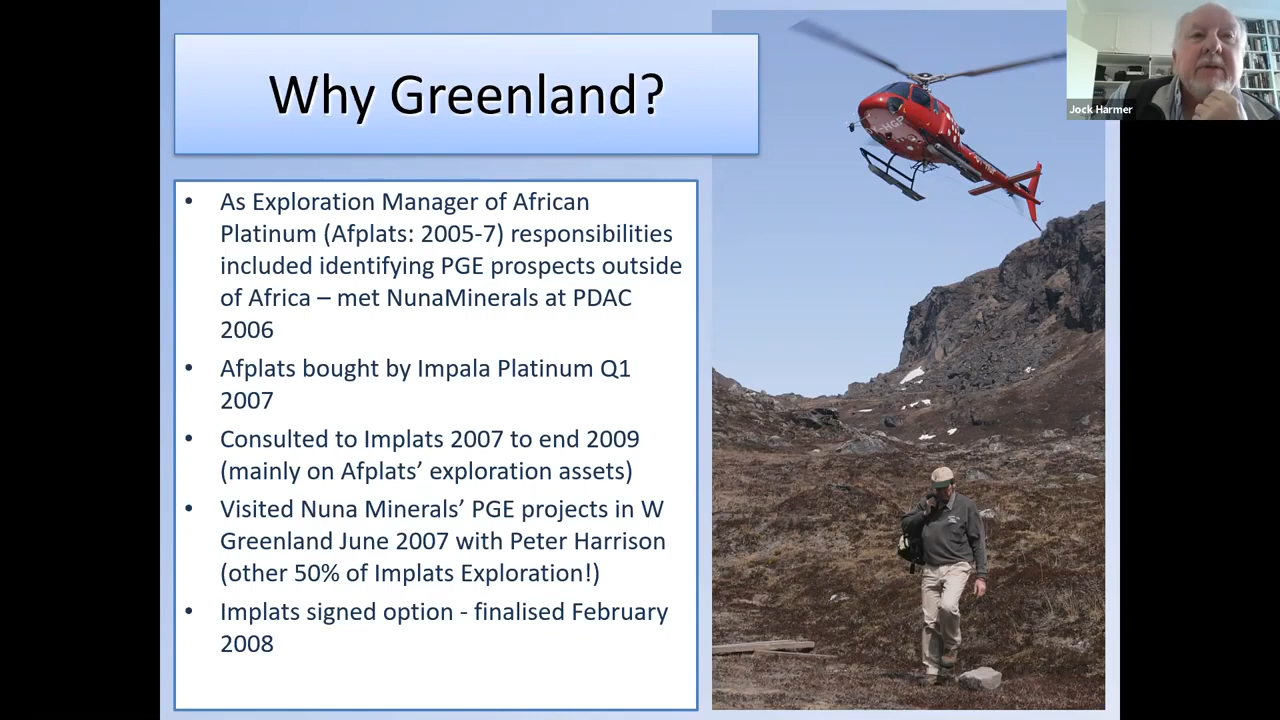 Why Greenland?
Jock Harmer
• As Exploration Manager of African
Platinum (Afplats: 2005-7) responsibilities
included identifying PGE prospects outside
of Africa – met NunaMinerals at PDAC
2006
• Afplats bought by Impala Platinum Q1
2007
• Consulted to Implats 2007 to end 2009
(mainly on Afplats’ exploration assets)
• Visited Nuna Minerals’ PGE projects in W
Greenland June 2007 with Peter Harrison
(other 50% of Implats Exploration!)
• Implats signed option - finalised February
2008